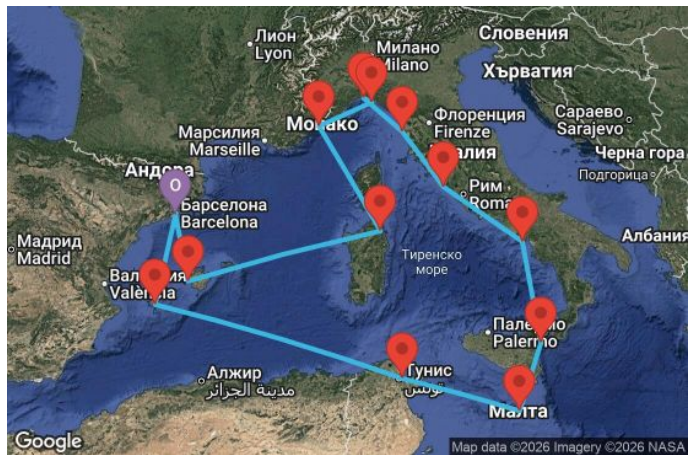 Лион
Lyon
Милано
Milano
Словения
Хърватия
Монако
Флоренция
Firenze
Сараево
Sarajevo
Марсилия
Marseille
Италия
Черна гора
Подгорица
Андора
O
Барселона
Barcelona
Рим
Roma
Мадрид
Madrid
Албания
Тиренско
море
Валенсия
València
Палермо
Palermo
Алжир
مدينة الجزائر
Тунис
تونس
Малта
Google
Map data ©2026 Imagery ©2026 NASA